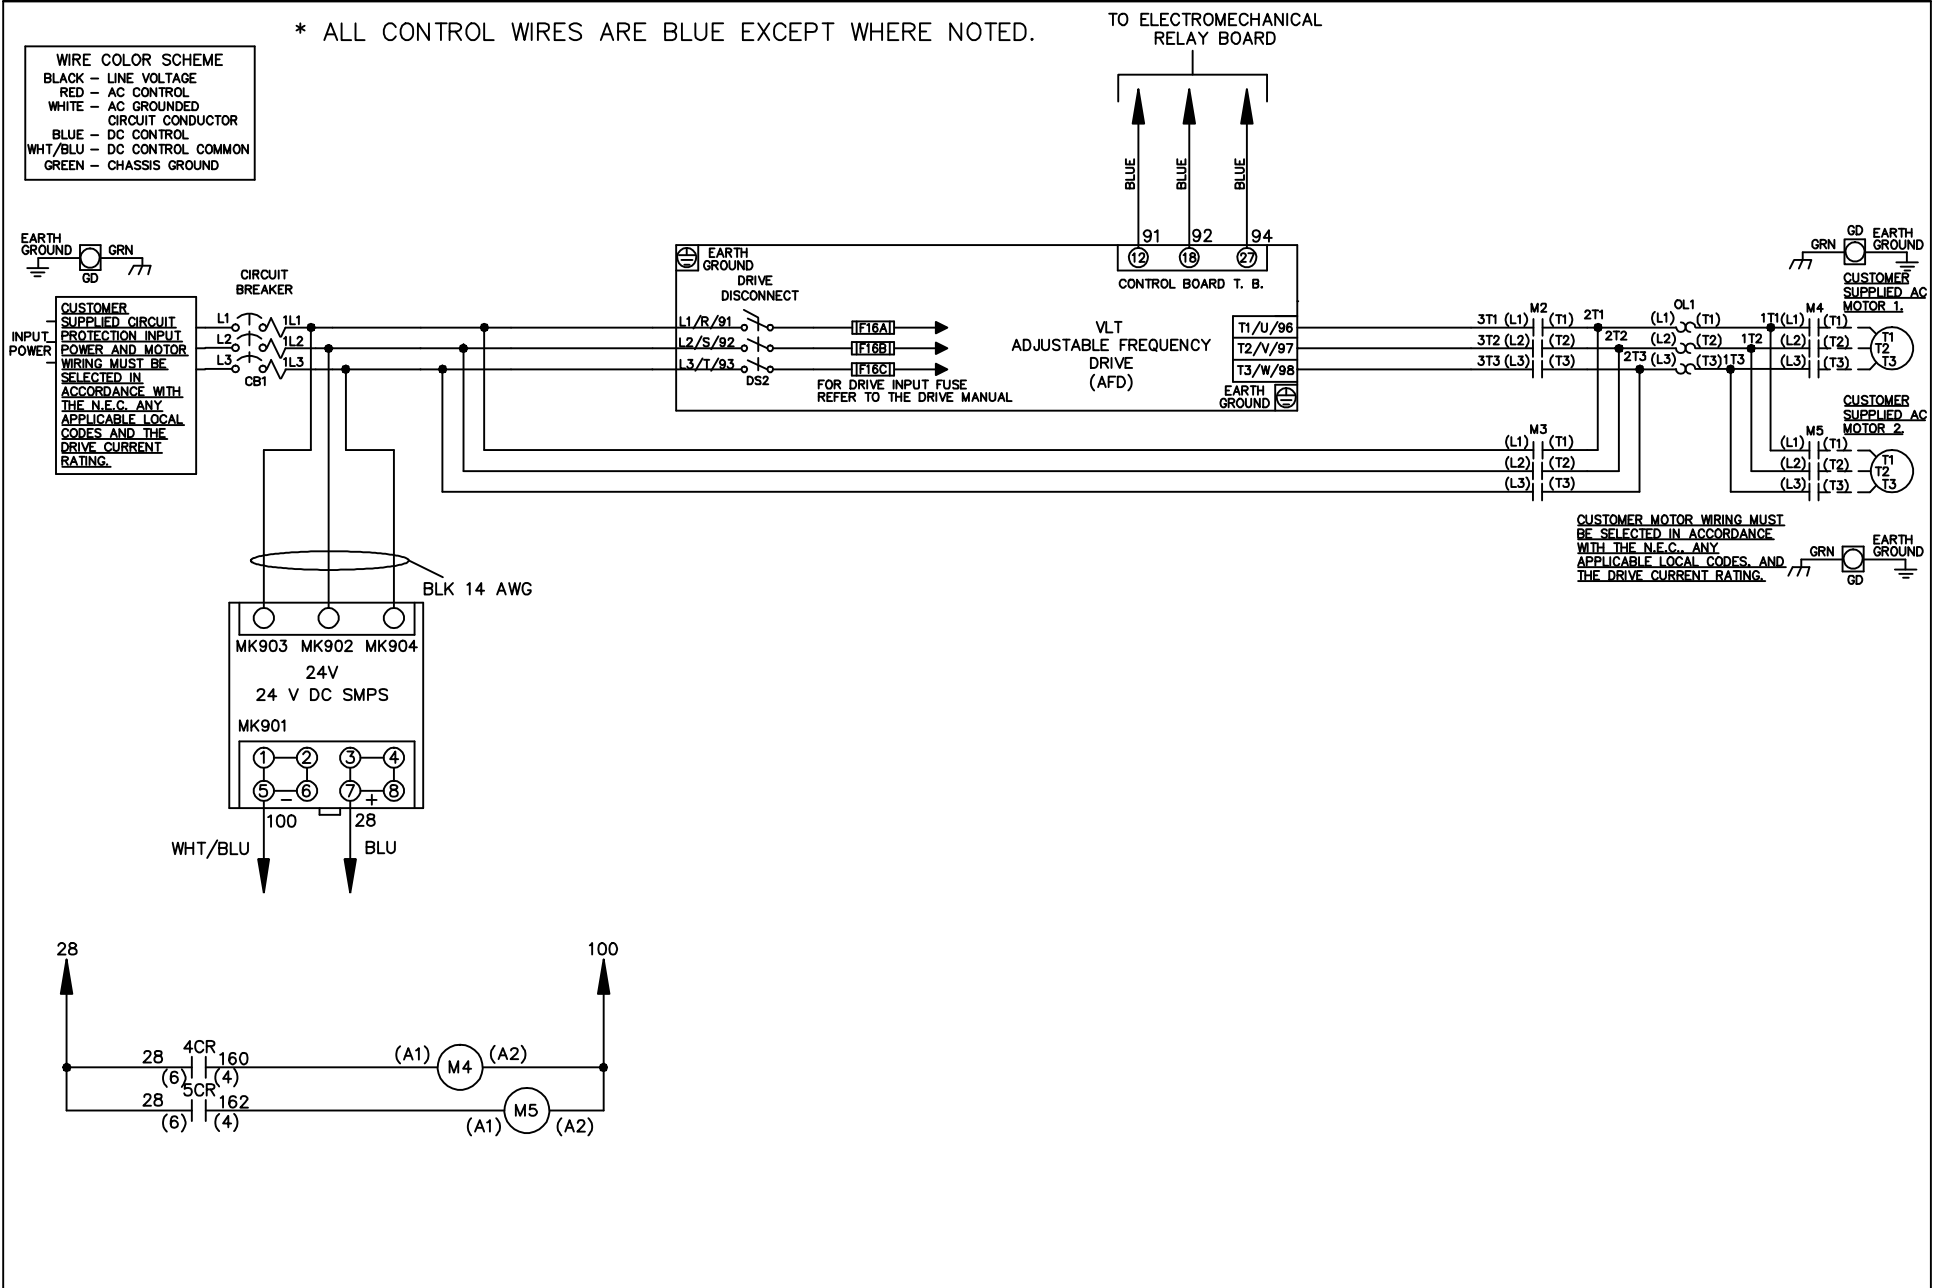 * ALL CONTROL WIRES ARE BLUE EXCEPT WHERE NOTED.
TO ELECTROMECHANICAL
RELAY BOARD
WIRE COLOR SCHEME
BLACK – LINE VOLTAGE
RED – AC CONTROL
WHITE – AC GROUNDED
CIRCUIT CONDUCTOR
BLUE – DC CONTROL
WHT/BLU – DC CONTROL COMMON
GREEN – CHASSIS GROUND
BLUE
BLUE
BLUE
91
92
94
12
18
27
CONTROL BOARD T. B.
EARTH
GROUND
GRN
GD
CUSTOMER
SUPPLIED CIRCUIT
PROTECTION INPUT
POWER AND MOTOR
WIRING MUST BE
SELECTED IN
ACCORDANCE WITH
THE N.E.C. ANY
APPLICABLE LOCAL
CODES AND THE
DRIVE CURRENT
RATING.
INPUT
POWER
CIRCUIT
BREAKER
L1
L2
L3
1L1
1L2
1L3
CB1
EARTH
GROUND
DRIVE
DISCONNECT
L1/R/91
L2/S/92
L3/T/93
DS2
F16A
F16B
F16C
FOR DRIVE INPUT FUSE
REFER TO THE DRIVE MANUAL
VLT
ADJUSTABLE FREQUENCY
DRIVE
(AFD)
T1/U/96
T2/V/97
T3/W/98
EARTH
GROUND
M2
3T1 (L1) (T1) 2T1
3T2 (L2) (T2) 2T2
3T3 (L3) (T3) 2T3
OL1
(L1) (T1) 1T1
(L2) (T2) 1T2
(L3) (T3) 1T3
M4
(L1) (T1)
(L2) (T2)
(L3) (T3)
T1
T2
T3
GRN
GD
EARTH
GROUND
CUSTOMER
SUPPLIED AC
MOTOR 1.
M3
(L1) (T1)
(L2) (T2)
(L3) (T3)
CUSTOMER
SUPPLIED AC
MOTOR 2.
M5
(L1) (T1)
(L2) (T2)
(L3) (T3)
T1
T2
T3
CUSTOMER MOTOR WIRING MUST
BE SELECTED IN ACCORDANCE
WITH THE N.E.C., ANY
APPLICABLE LOCAL CODES, AND
THE DRIVE CURRENT RATING.
GRN
GD
EARTH
GROUND
BLK 14 AWG
MK903 MK902 MK904
24V
24 V DC SMPS
MK901
1 2 3 4
5 – 6 7 + 8
100
28
WHT/BLU
BLU
28
100
28 4CR 160
(6) (4)
(A1) M4 (A2)
28 5CR 162
(6) (4)
(A1) M5 (A2)